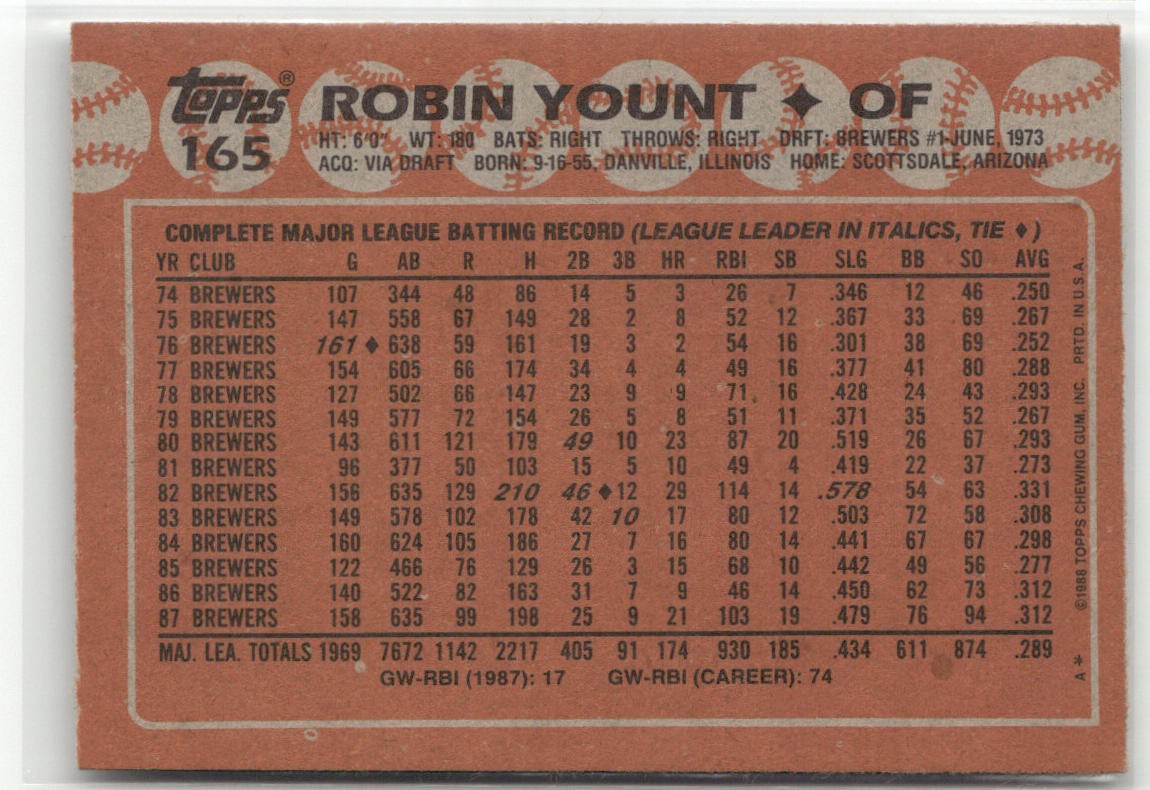 topps® ROBIN YOUNT ♦ OF
165 HT: 6'0" WT: 180 BATS: RIGHT THROWS: RIGHT DRFT: BREWERS #1-JUNE, 1973
ACQ: VIA DRAFT BORN: 9-16-55, DANVILLE, ILLINOIS HOME: SCOTTSDALE, ARIZONA
COMPLETE MAJOR LEAGUE BATTING RECORD (LEAGUE LEADER IN ITALICS, TIE ♦)
YR CLUB G AB R H 2B 3B HR RBI SB SLG BB SO AVG
74 BREWERS 107 344 48 86 14 5 3 26 7 .346 12 46 .250
75 BREWERS 147 558 67 149 28 2 8 52 12 .367 33 69 .267
76 BREWERS 161 ♦ 638 59 161 19 3 2 54 16 .301 38 69 .252
77 BREWERS 154 605 66 174 34 4 4 49 16 .377 41 80 .288
78 BREWERS 127 502 66 147 23 9 9 71 16 .428 24 43 .293
79 BREWERS 149 577 72 154 26 5 8 51 11 .371 35 52 .267
80 BREWERS 143 611 121 179 49 10 23 87 20 .519 26 67 .293
81 BREWERS 96 377 50 103 15 5 10 49 4 .419 22 37 .273
82 BREWERS 156 635 129 210 46 ♦ 12 29 114 14 .578 54 63 .331
83 BREWERS 149 578 102 178 42 10 17 80 12 .503 72 58 .308
84 BREWERS 160 624 105 186 27 7 16 80 14 .441 67 67 .298
85 BREWERS 122 466 76 129 26 3 15 68 10 .442 49 56 .277
86 BREWERS 140 522 82 163 31 7 9 46 14 .450 62 73 .312
87 BREWERS 158 635 99 198 25 9 21 103 19 .479 76 94 .312
MAJ. LEA. TOTALS 1969 7672 1142 2217 405 91 174 930 185 .434 611 874 .289
GW-RBI (1987): 17 GW-RBI (CAREER): 74
A* ©1988 TOPPS CHEWING GUM, INC. PRTD. IN U.S.A.